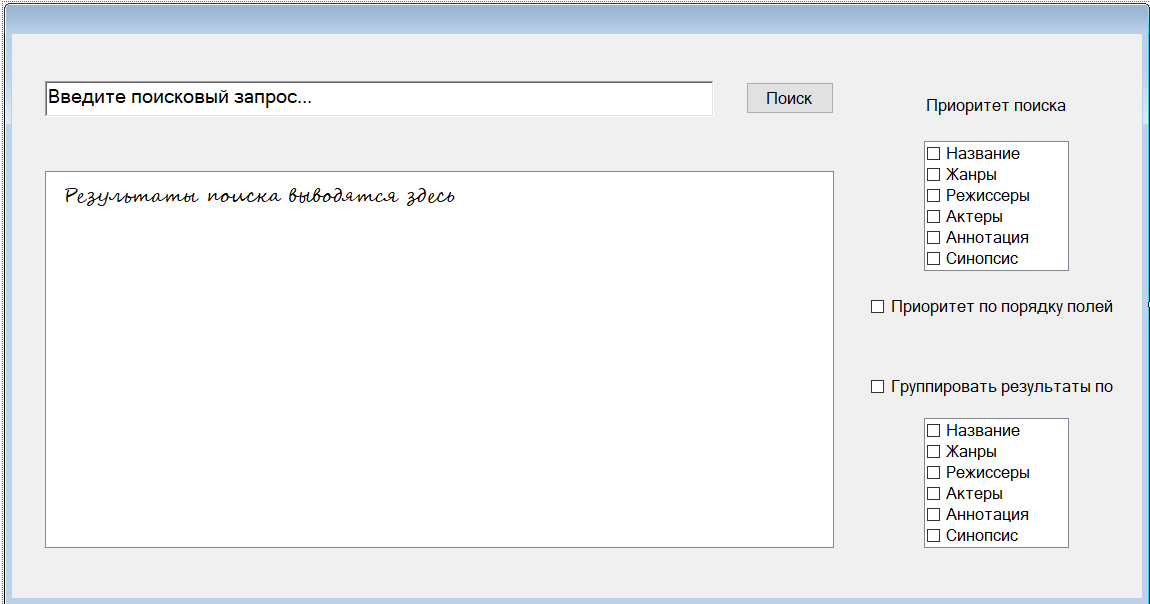 Введите поисковый запрос...
Поиск
Результаты поиска выводятся здесь
Приоритет поиска
Название
Жанры
Режиссеры
Актеры
Аннотация
Синопсис
Приоритет по порядку полей
Группировать результаты по
Название
Жанры
Режиссеры
Актеры
Аннотация
Синопсис